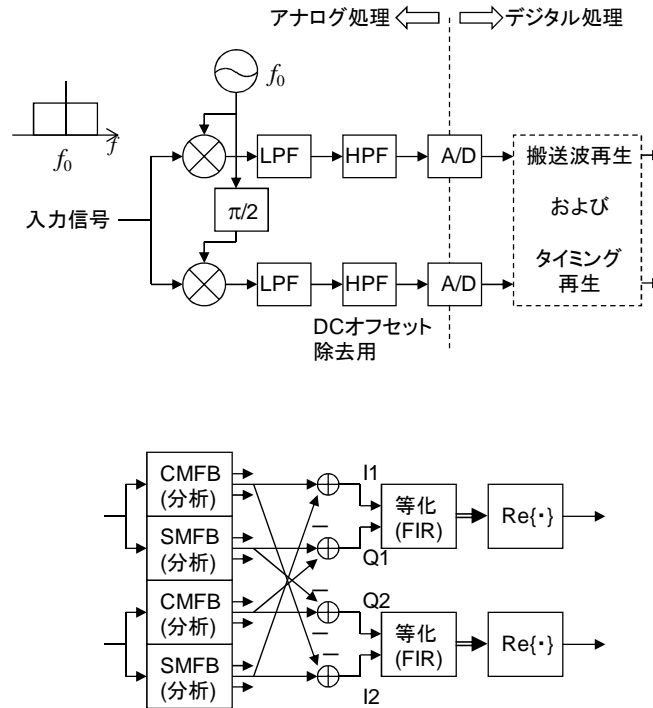 アナログ処理
デジタル処理
f0
f
f0
LPF
HPF
A/D
搬送波再生
π/2
および
入力信号
タイミング
再生
LPF
HPF
A/D
DCオフセット
除去用
CMFB
(分析)
I1
等化
(FIR)
Re{・}
SMFB
(分析)
−
Q1
CMFB
(分析)
−
Q2
−
等化
(FIR)
Re{・}
SMFB
(分析)
−
I2